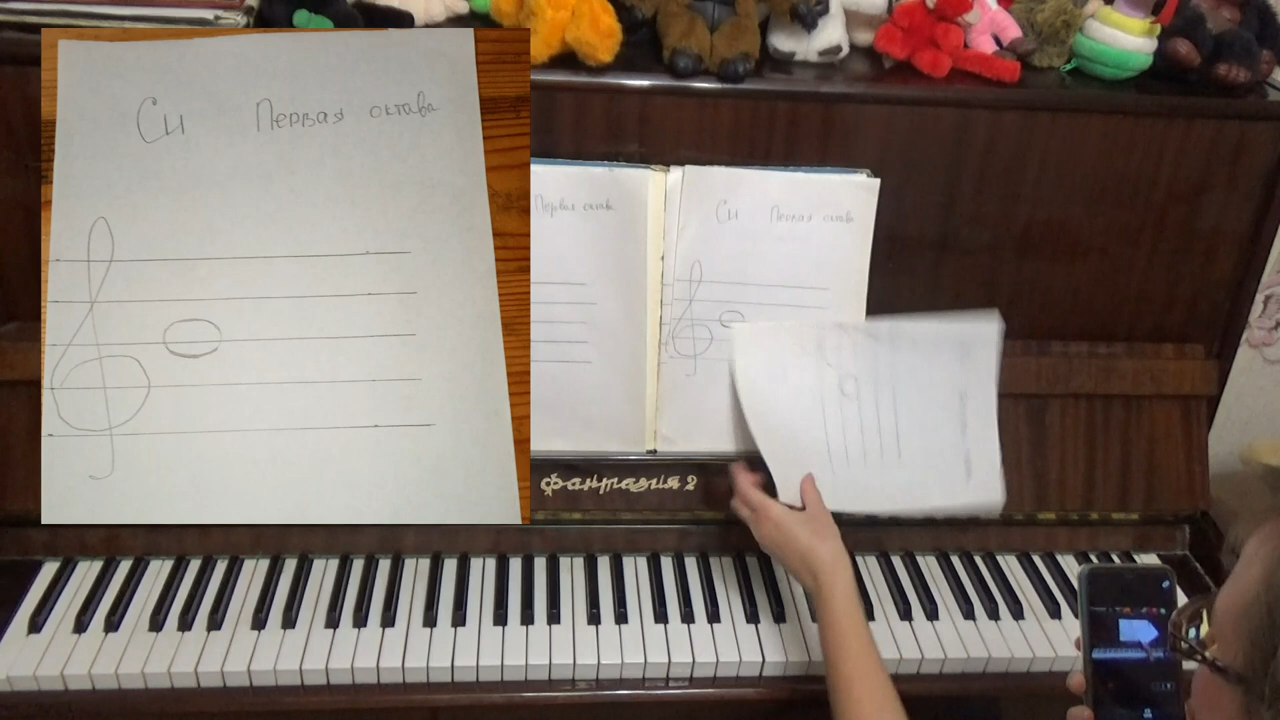 Си Первая октава
Первая октава
Си Первая октава
фантазия 2